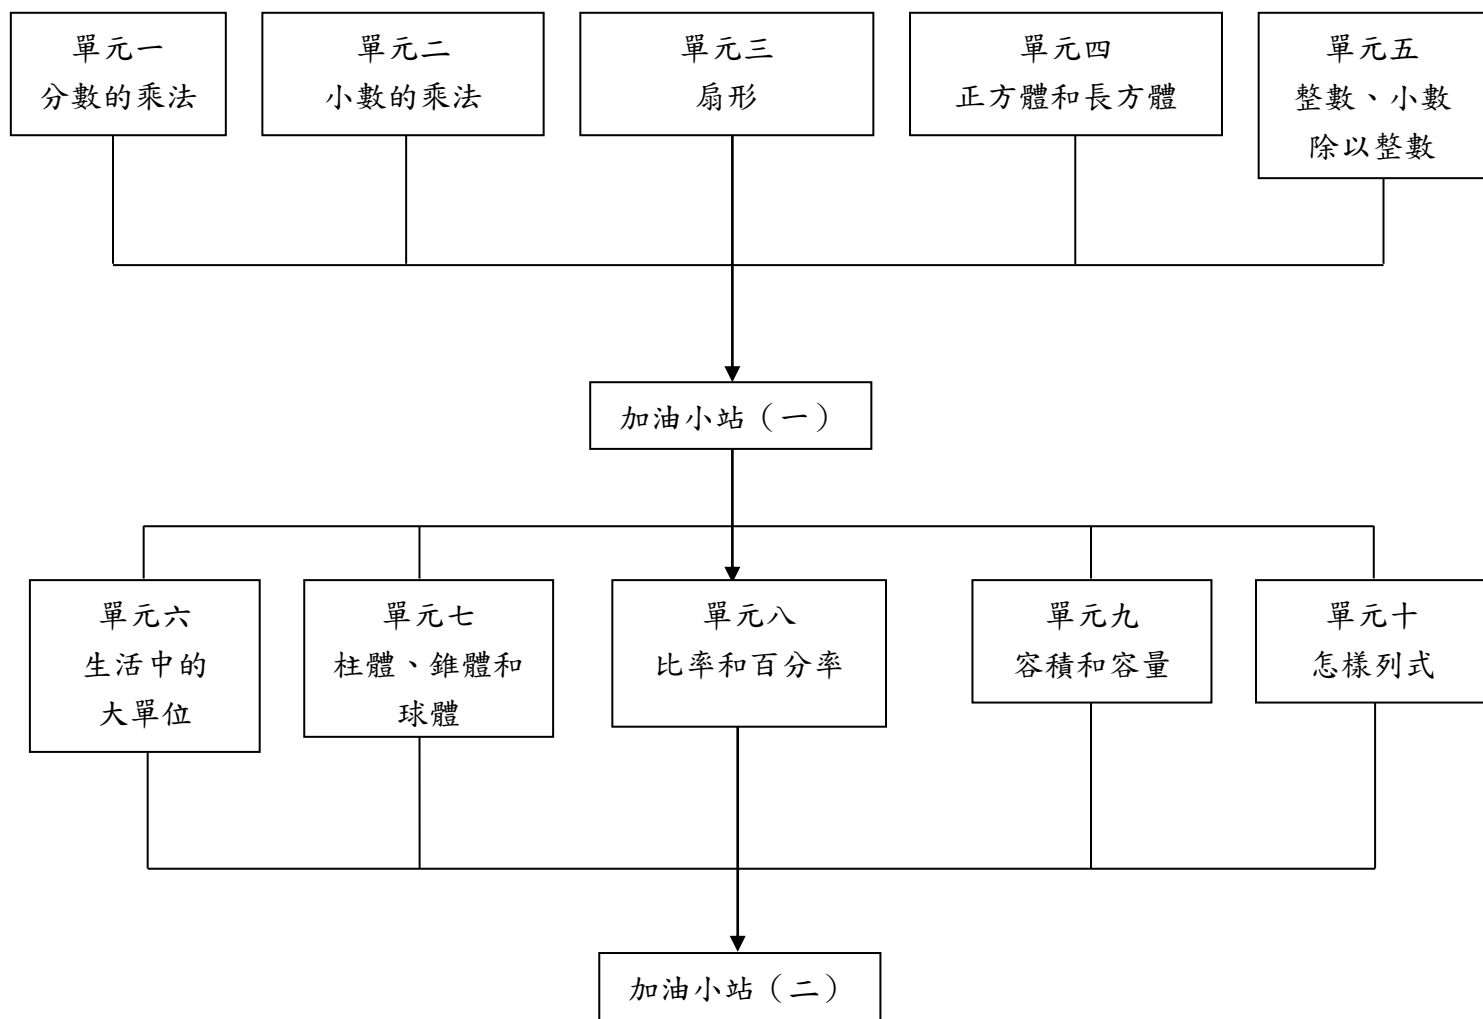 單元一
分數的乘法
單元二
小數的乘法
單元三
扇形
單元四
正方體和長方體
單元五
整數、小數
除以整數
加油小站（一）
單元六
生活中的
大單位
單元七
柱體、錐體和
球體
單元八
比率和百分率
單元九
容積和容量
單元十
怎樣列式
加油小站（二）